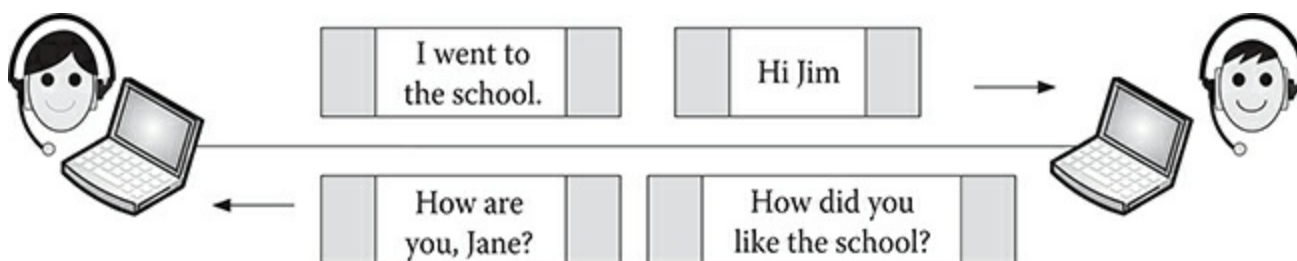 I went to
the school.
Hi Jim
How are
you, Jane?
How did you
like the school?